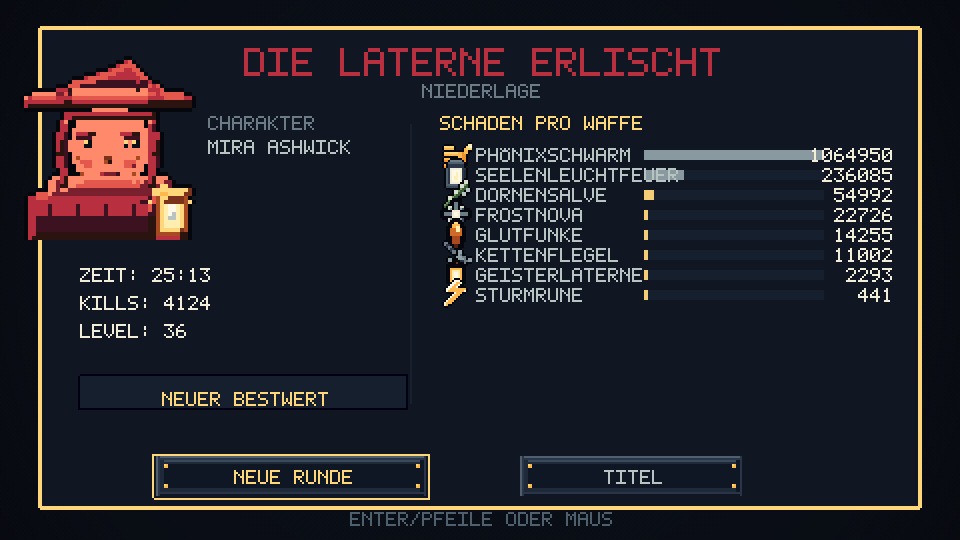 DIE LATERNE ERLISCHT
NIEDERLAGE
CHARAKTER
MIRA ASHWICK
ZEIT: 25:13
KILLS: 4124
LEVEL: 36
NEUER BESTWERT
SCHADEN PRO WAFFE
PHÖNIXSCHWARM 1064950
SEELENLEUCHTFEUER 236085
DORNENSALVE 54992
FROSTNOVA 22726
GLUTFUNKE 14255
KETTENFLEGEL 11002
GEISTERLATERNE 2293
STURMRUNE 441
NEUE RUNDE
TITEL
ENTER/PFEILE ODER MAUS